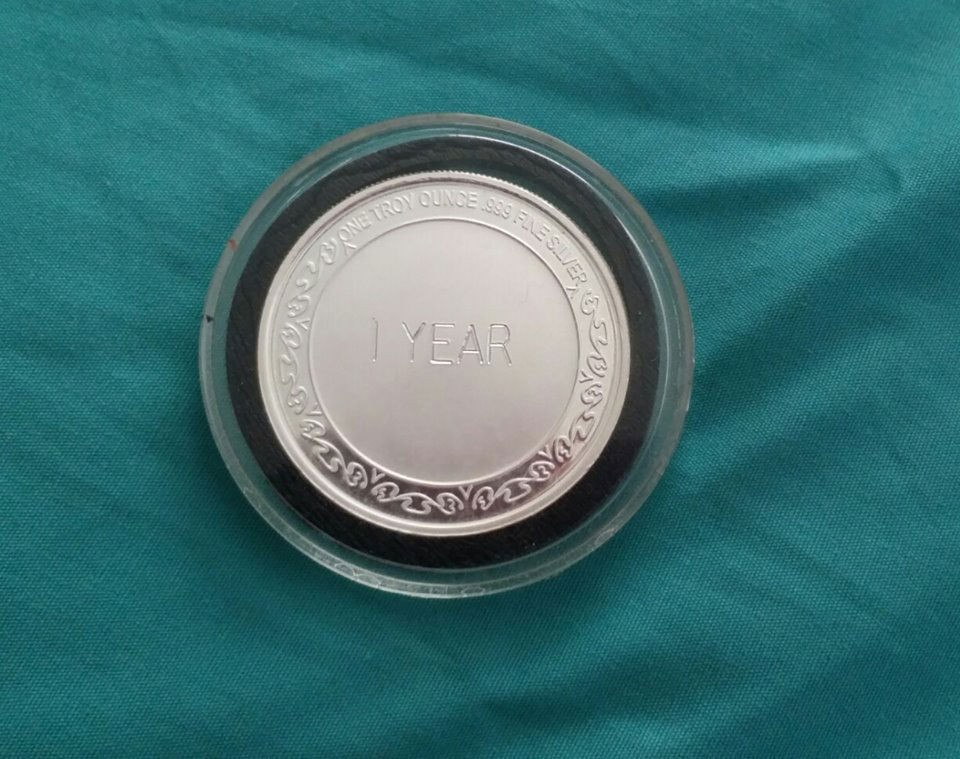 ONE TROY OUNCE .999 FINE SILVER
1 YEAR